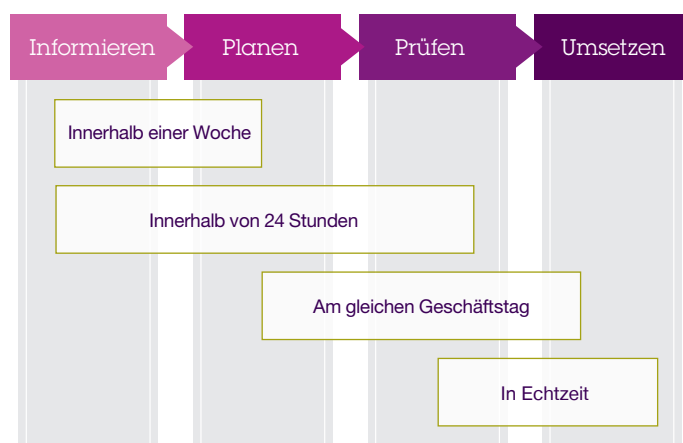 Informieren
Planen
Prüfen
Umsetzen
Innerhalb einer Woche
Innerhalb von 24 Stunden
Am gleichen Geschäftstag
In Echtzeit